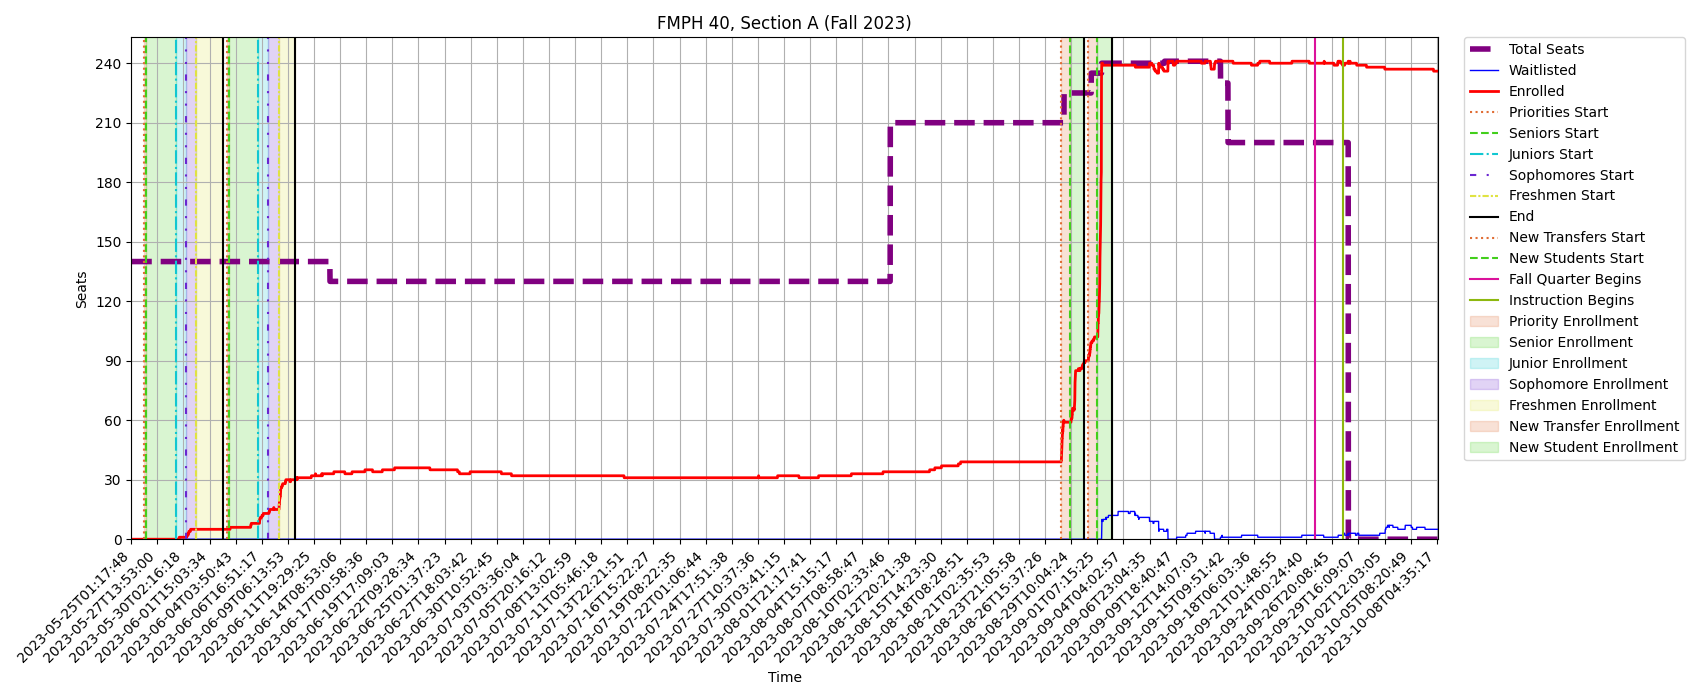 FMPH 40, Section A (Fall 2023)
Seats
240
210
180
150
120
90
60
30
0
2023-05-25T01:17:48
2023-05-27T13:53:00
2023-05-30T02:16:18
2023-06-01T15:03:34
2023-06-04T03:50:43
2023-06-06T16:51:17
2023-06-09T06:13:53
2023-06-11T19:29:25
2023-06-14T08:53:06
2023-06-17T00:58:36
2023-06-19T17:09:03
2023-06-22T09:28:34
2023-06-25T01:37:23
2023-06-27T18:03:42
2023-06-30T10:52:45
2023-07-03T03:36:04
2023-07-05T20:16:12
2023-07-08T13:02:59
2023-07-11T05:46:18
2023-07-13T22:21:51
2023-07-16T15:22:27
2023-07-19T08:22:35
2023-07-22T01:06:44
2023-07-24T17:51:38
2023-07-27T10:37:36
2023-07-30T03:41:15
2023-08-01T21:17:41
2023-08-04T15:15:17
2023-08-07T08:58:47
2023-08-10T02:33:46
2023-08-12T20:21:38
2023-08-15T14:23:30
2023-08-18T08:28:51
2023-08-21T02:35:53
2023-08-23T21:05:58
2023-08-26T15:37:26
2023-08-29T10:04:24
2023-09-01T07:15:25
2023-09-04T04:02:57
2023-09-06T23:04:35
2023-09-09T18:40:47
2023-09-12T14:07:03
2023-09-15T09:51:42
2023-09-18T06:03:36
2023-09-21T01:48:55
2023-09-24T00:24:40
2023-09-26T20:08:45
2023-09-29T16:09:07
2023-10-02T12:03:05
2023-10-05T08:20:49
2023-10-08T04:35:17
Time
Total Seats
Waitlisted
Enrolled
Priorities Start
Seniors Start
Juniors Start
Sophomores Start
Freshmen Start
End
New Transfers Start
New Students Start
Fall Quarter Begins
Instruction Begins
Priority Enrollment
Senior Enrollment
Junior Enrollment
Sophomore Enrollment
Freshmen Enrollment
New Transfer Enrollment
New Student Enrollment